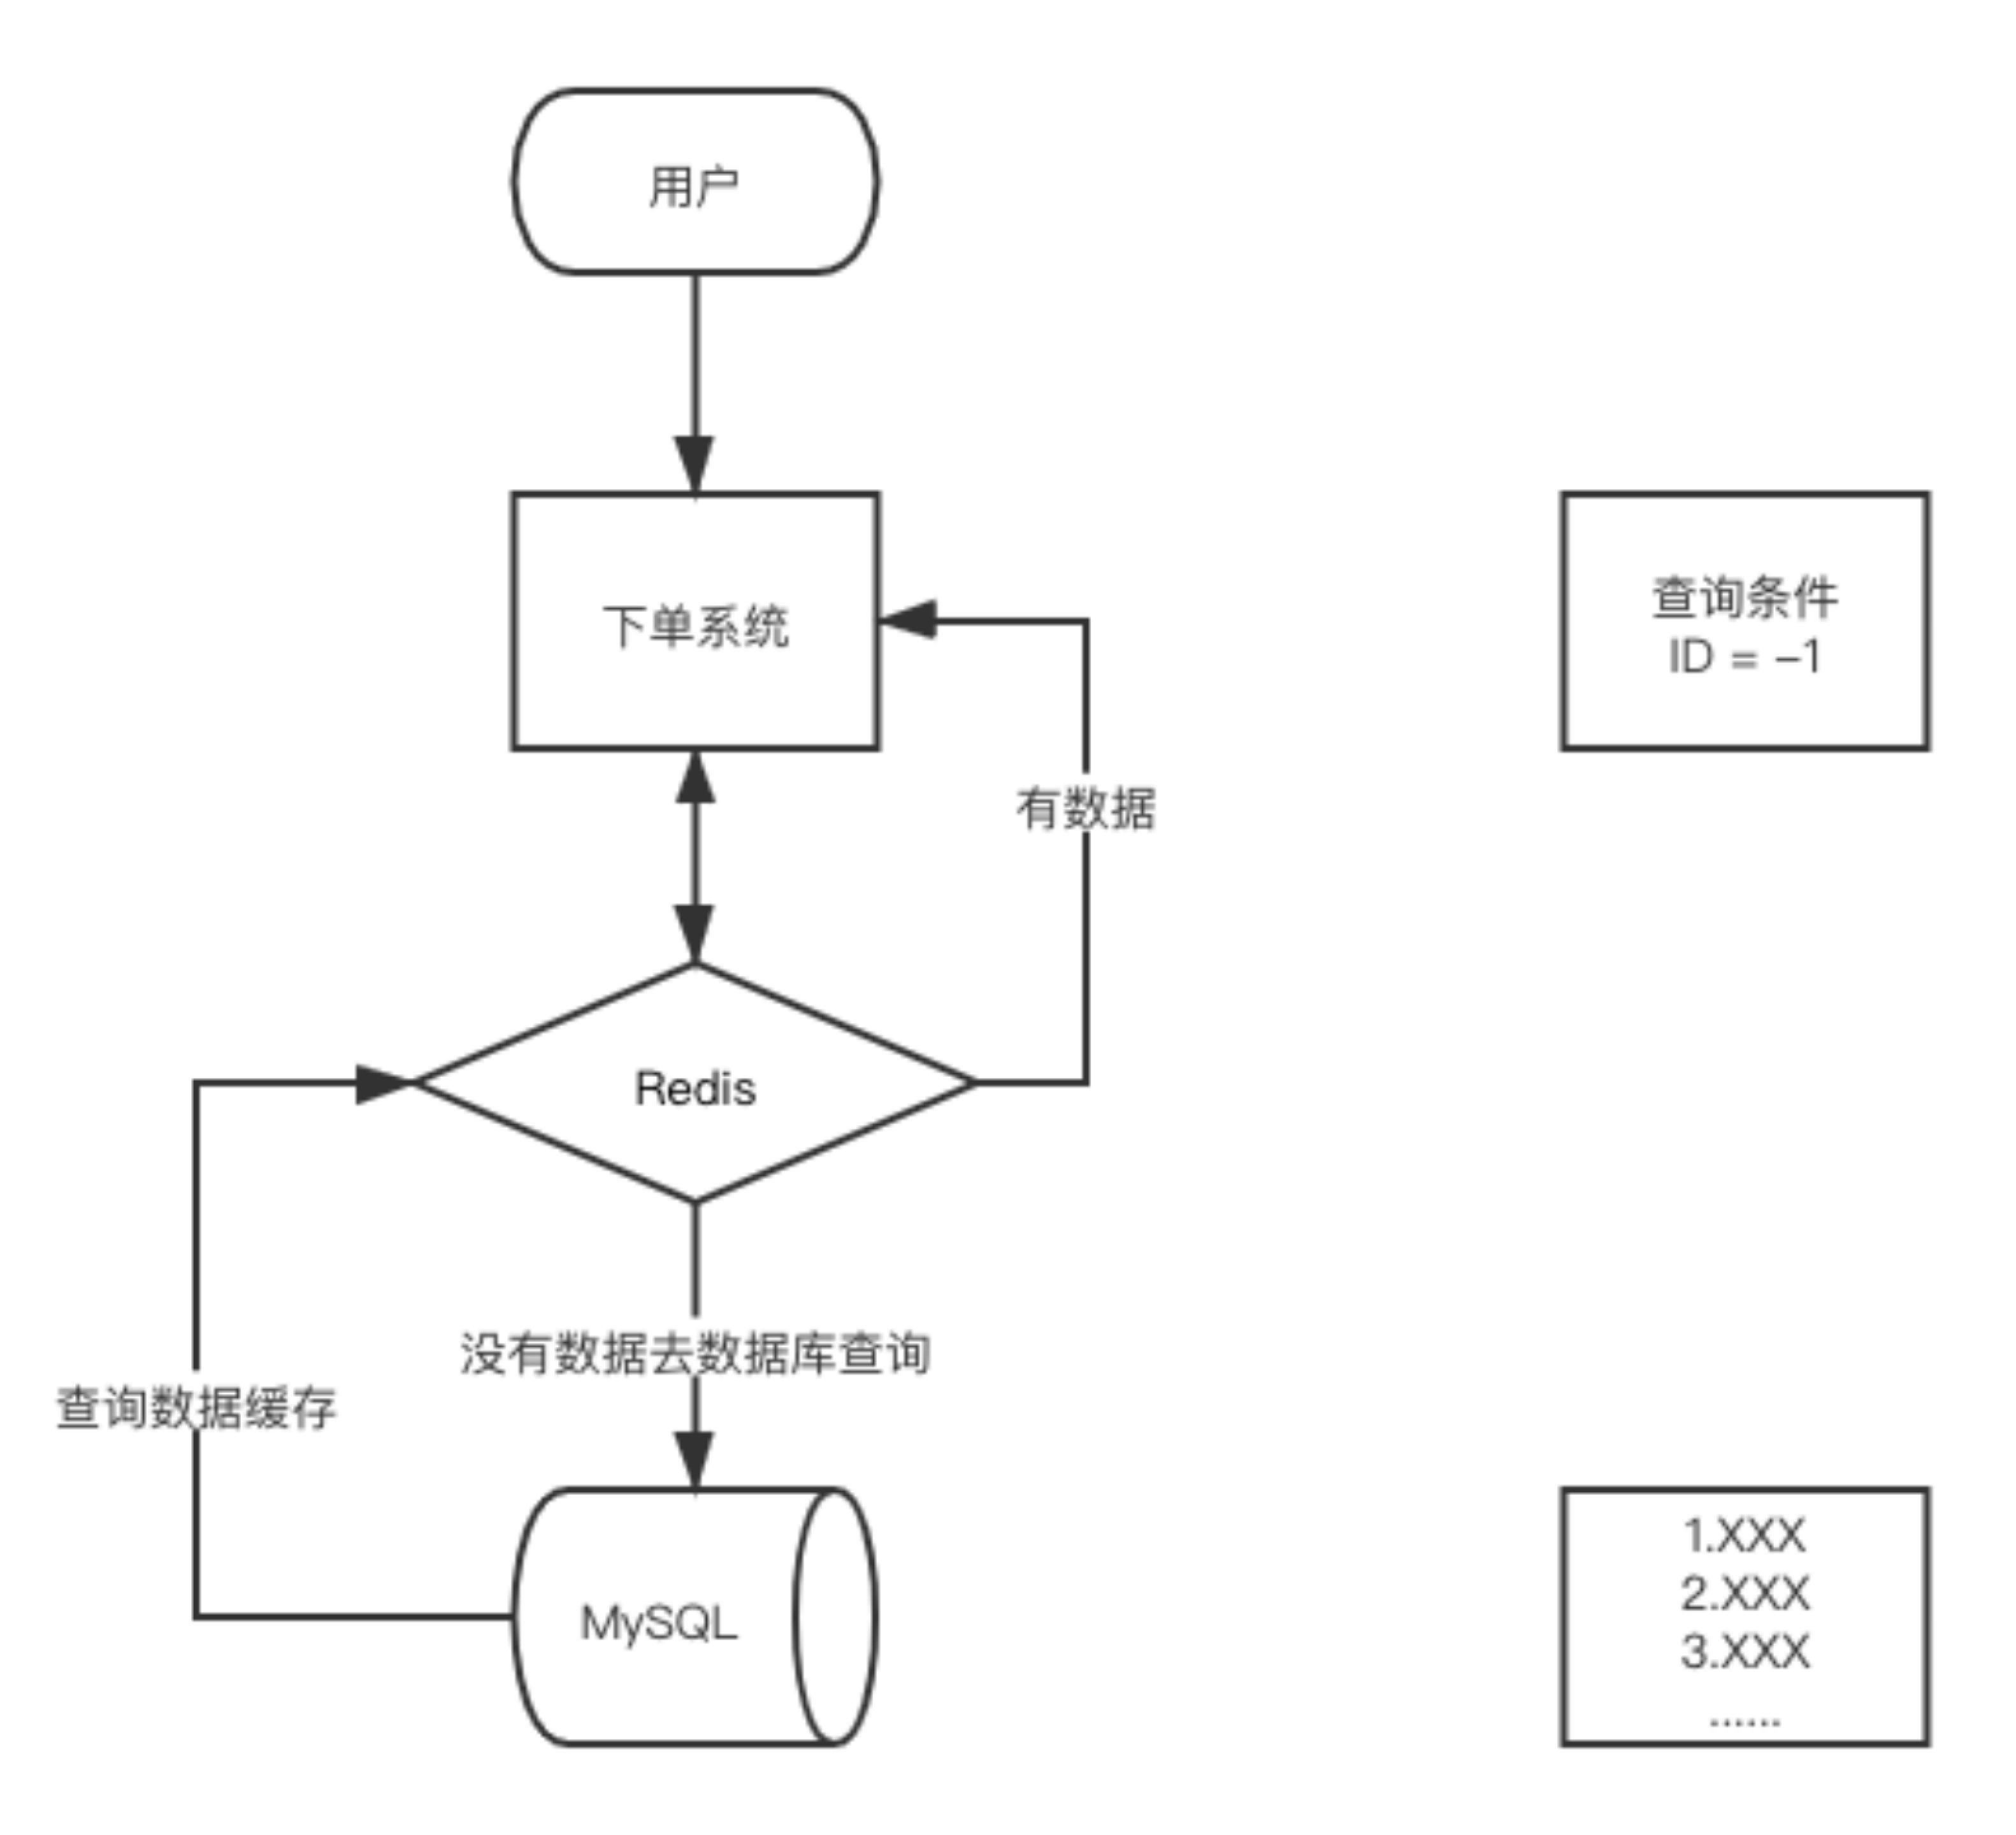 用户
下单系统
查询条件
ID = -1
有数据
Redis
没有数据去数据库查询
查询数据缓存
MySQL
1.XXX
2.XXX
3.XXX
......